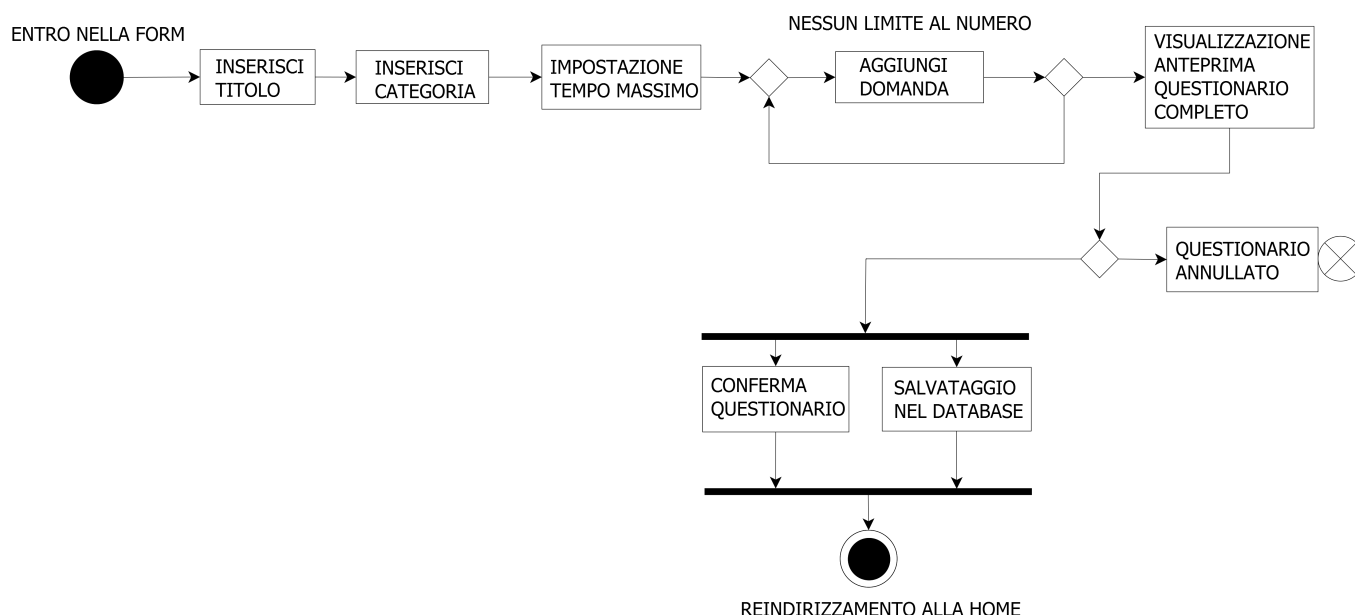 NESSUN LIMITE AL NUMERO
ENTRO NELLA FORM
INSERISCI
TITOLO
INSERISCI
CATEGORIA
IMPOSTAZIONE
TEMPO MASSIMO
AGGIUNGI
DOMANDA
VISUALIZZAZIONE
ANTEPRIMA
QUESTIONARIO
COMPLETO
QUESTIONARIO
ANNULLATO
CONFERMA
QUESTIONARIO
SALVATAGGIO
NEL DATABASE
REINDIRIZZAMENTO ALLA HOME